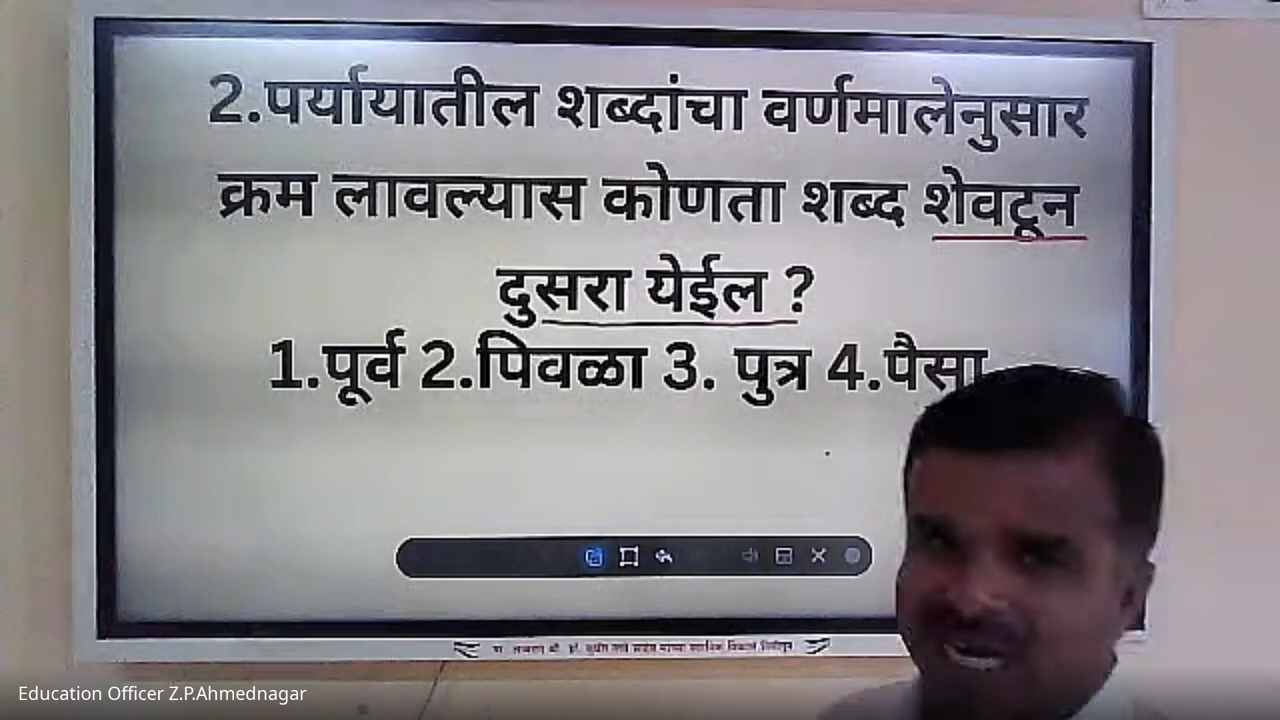 2.पर्यायातील शब्दांचा वर्णमालेनुसार
क्रम लावल्यास कोणता शब्द शेवटून
दुसरा येईल ?
1.पूर्व 2.पिवळा 3. पुत्र 4.पैसा
Education Officer Z.P.Ahmednagar